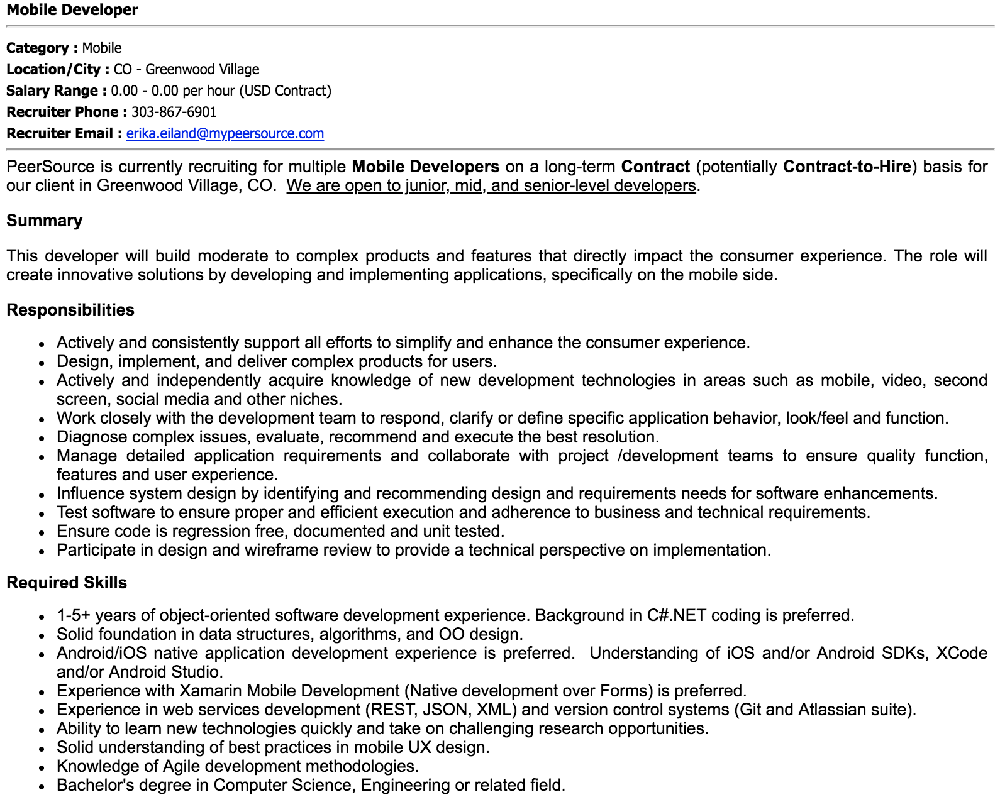 Mobile Developer
Category : Mobile
Location/City : CO - Greenwood Village
Salary Range : 0.00 - 0.00 per hour (USD Contract)
Recruiter Phone : 303-867-6901
Recruiter Email : erika.eiland@mypeersource.com
PeerSource is currently recruiting for multiple Mobile Developers on a long-term Contract (potentially Contract-to-Hire) basis for
our client in Greenwood Village, CO.  We are open to junior, mid, and senior-level developers.
Summary
This developer will build moderate to complex products and features that directly impact the consumer experience. The role will
create innovative solutions by developing and implementing applications, specifically on the mobile side.
Responsibilities
• Actively and consistently support all efforts to simplify and enhance the consumer experience.
• Design, implement, and deliver complex products for users.
• Actively and independently acquire knowledge of new development technologies in areas such as mobile, video, second
screen, social media and other niches.
• Work closely with the development team to respond, clarify or define specific application behavior, look/feel and function.
• Diagnose complex issues, evaluate, recommend and execute the best resolution.
• Manage detailed application requirements and collaborate with project /development teams to ensure quality function,
features and user experience.
• Influence system design by identifying and recommending design and requirements needs for software enhancements.
• Test software to ensure proper and efficient execution and adherence to business and technical requirements.
• Ensure code is regression free, documented and unit tested.
• Participate in design and wireframe review to provide a technical perspective on implementation.
Required Skills
• 1-5+ years of object-oriented software development experience. Background in C#.NET coding is preferred.
• Solid foundation in data structures, algorithms, and OO design.
• Android/iOS native application development experience is preferred.  Understanding of iOS and/or Android SDKs, XCode
and/or Android Studio.
• Experience with Xamarin Mobile Development (Native development over Forms) is preferred.
• Experience in web services development (REST, JSON, XML) and version control systems (Git and Atlassian suite).
• Ability to learn new technologies quickly and take on challenging research opportunities.
• Solid understanding of best practices in mobile UX design.
• Knowledge of Agile development methodologies.
• Bachelor's degree in Computer Science, Engineering or related field.